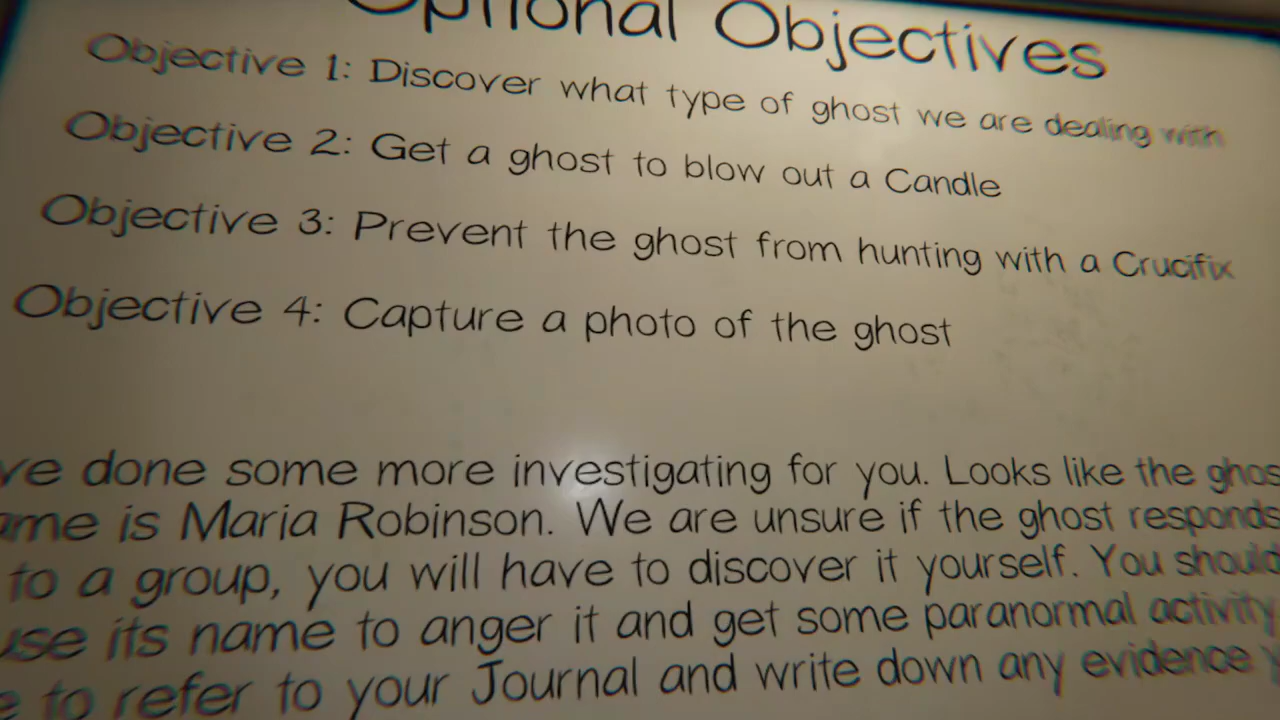 Optional Objectives
Objective 1: Discover what type of ghost we are dealing with
Objective 2: Get a ghost to blow out a Candle
Objective 3: Prevent the ghost from hunting with a Crucifix
Objective 4: Capture a photo of the ghost
done some more investigating for you. Looks like the
is Maria Robinson. We are unsure if the ghost responds
to a group, you will have to discover it yourself. You should
use its name to anger it and get some paranormal activity
to refer to your Journal and write down any evidence